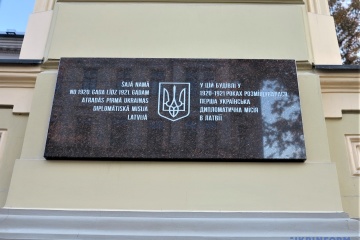 ŠAJĀ NAMĀ
NO 1920. GADA LĪDZ 1921. GADAM
ATRADĀS PIRMĀ UKRAINAS
DIPLOMĀTISKĀ MISIJA
LATVIJĀ
У ЦІЙ БУДІВЛІ У
1920-1921 РОКАХ РОЗМІЩУВАЛАСЯ
ПЕРША УКРАЇНСЬКА
ДИПЛОМАТИЧНА МІСІЯ
В ЛАТВІЇ
UKRINFORM